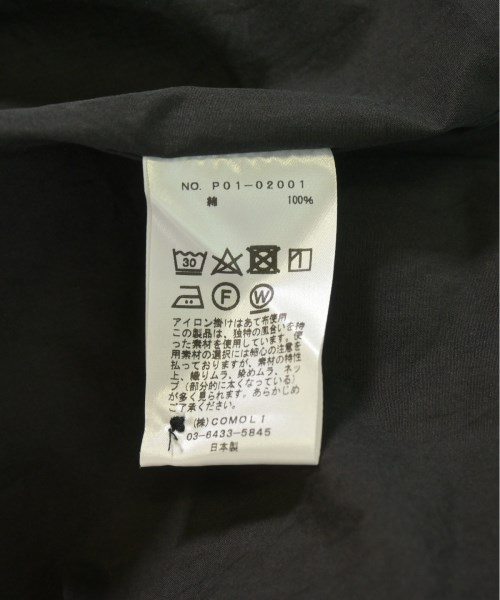 NO. P01-02001
綿 100%
30
F W
アイロン掛けはあて布使用
この製品は、独特の風合いを持
った素材を使用しています。使
用素材の選択には細心の注意を
払っておりますが、素材の特性
上、織りムラ、染めムラ、ネッ
プ（部分的に太くなっている）
が多く見られます。あらかじめ
ご了承ください。
(株)COMOLI
03-6433-5845
日本製